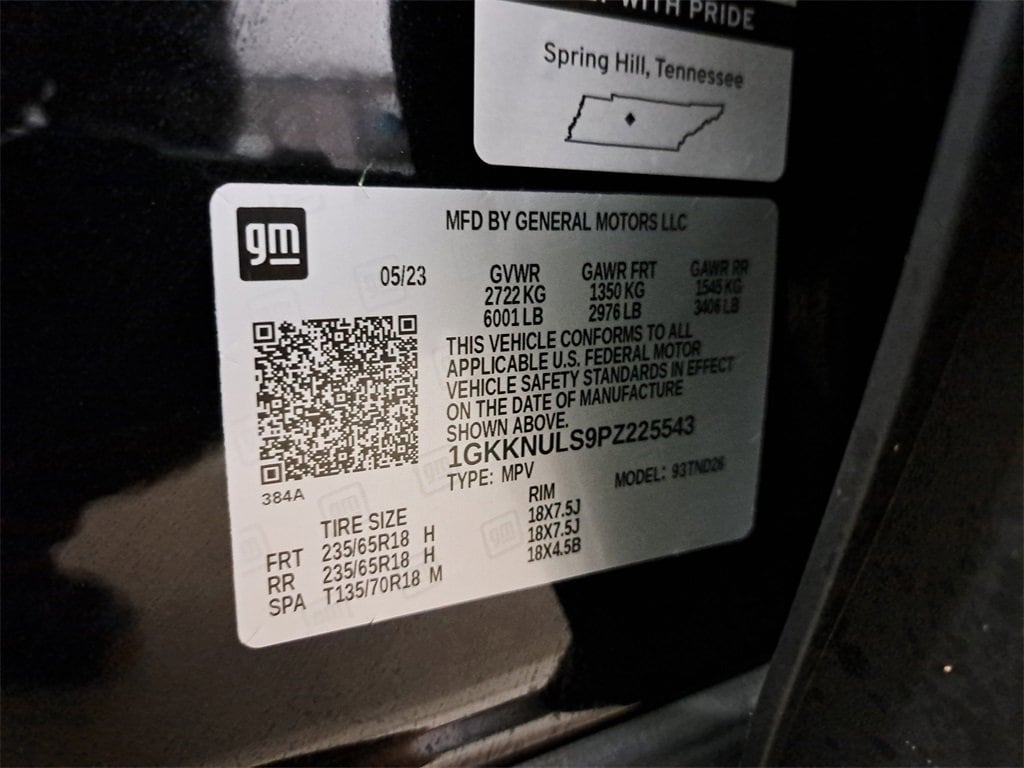 WITH PRIDE
Spring Hill, Tennessee
gm
MFD BY GENERAL MOTORS LLC
05/23 GVWR GAWR FRT GAWR RR
2722 KG 1350 KG 1545 KG
6001 LB 2976 LB 3406 LB
THIS VEHICLE CONFORMS TO ALL
APPLICABLE U.S. FEDERAL MOTOR
VEHICLE SAFETY STANDARDS IN EFFECT
ON THE DATE OF MANUFACTURE
SHOWN ABOVE.
1GKKNULS9PZ225543
TYPE: MPV MODEL: 93TND26
384A
TIRE SIZE RIM
FRT 235/65R18 H 18X7.5J
RR 235/65R18 H 18X7.5J
SPA T135/70R18 M 18X4.5B